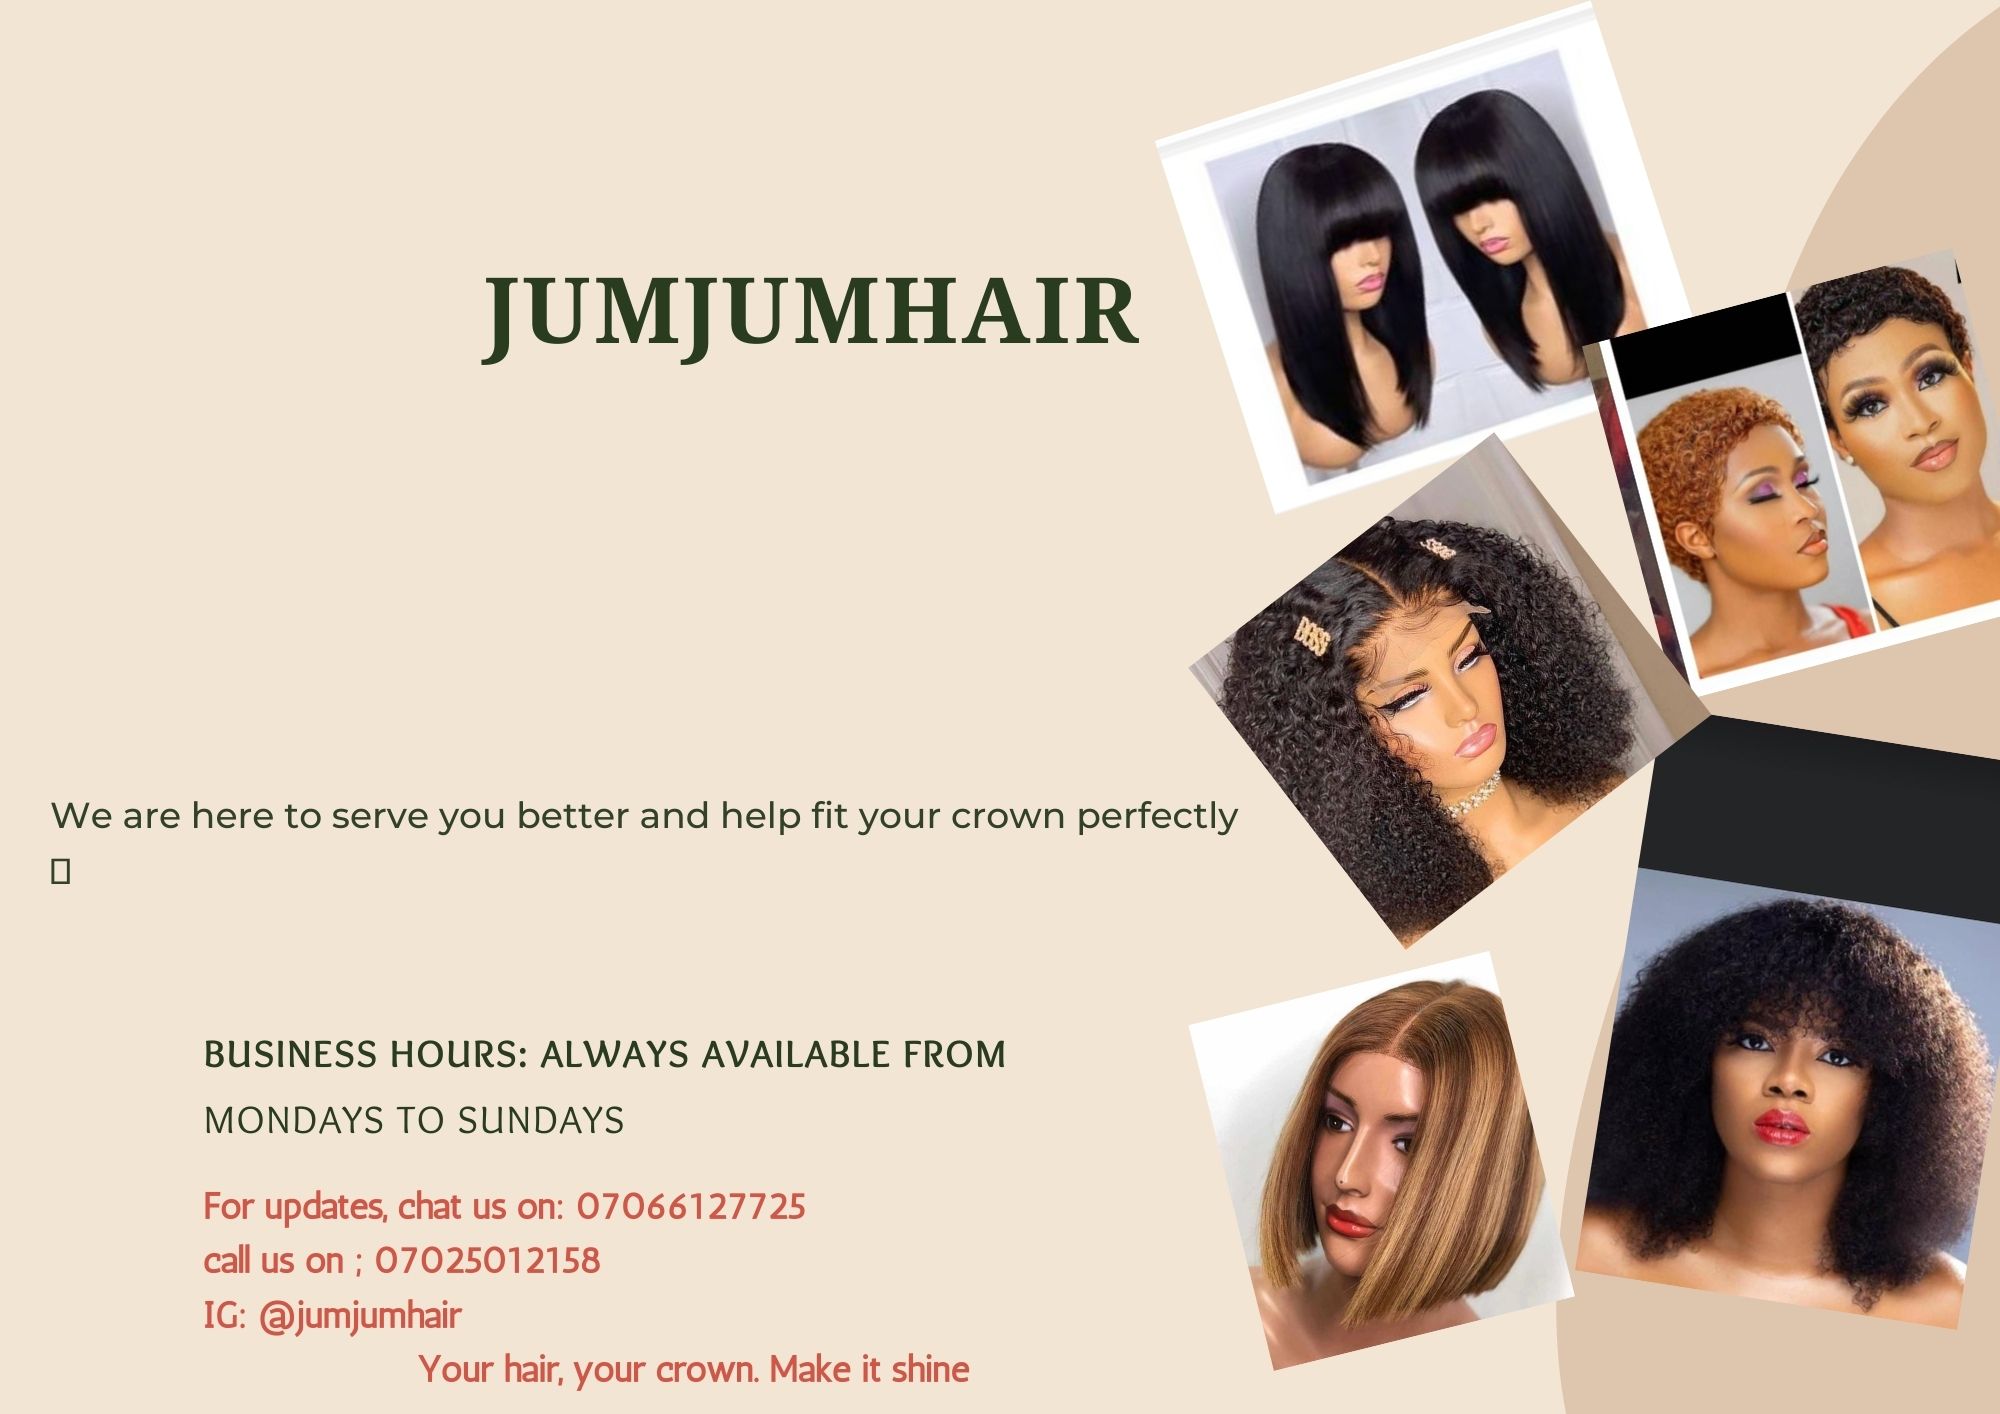 JUMJUMHAIR
We are here to serve you better and help fit your crown perfectly
BUSINESS HOURS: ALWAYS AVAILABLE FROM
MONDAYS TO SUNDAYS
For updates, chat us on: 07066127725
call us on ; 07025012158
IG: @jumjumhair
Your hair, your crown. Make it shine
BOSS